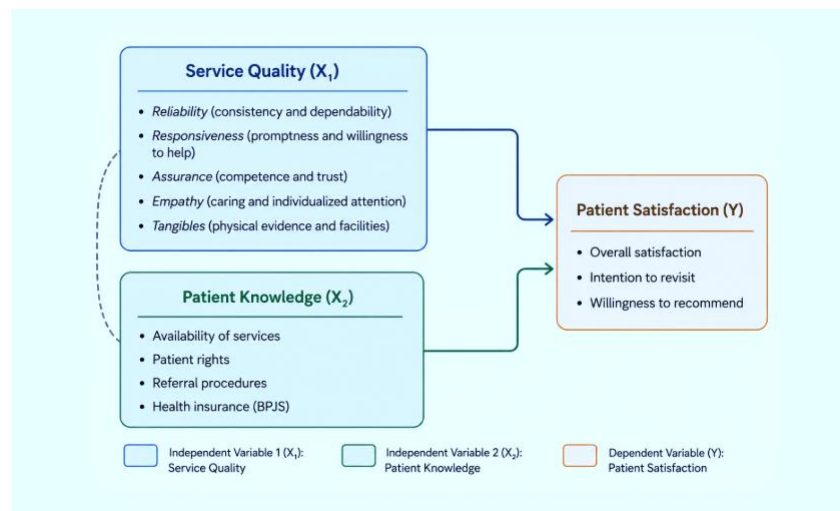 Service Quality (X₁)
• Reliability (consistency and dependability)
• Responsiveness (promptness and willingness
to help)
• Assurance (competence and trust)
• Empathy (caring and individualized attention)
• Tangibles (physical evidence and facilities)
Patient Knowledge (X₂)
• Availability of services
• Patient rights
• Referral procedures
• Health insurance (BPJS)
Patient Satisfaction (Y)
• Overall satisfaction
• Intention to revisit
• Willingness to recommend
Independent Variable 1 (X₁):
Service Quality
Independent Variable 2 (X₂):
Patient Knowledge
Dependent Variable (Y):
Patient Satisfaction